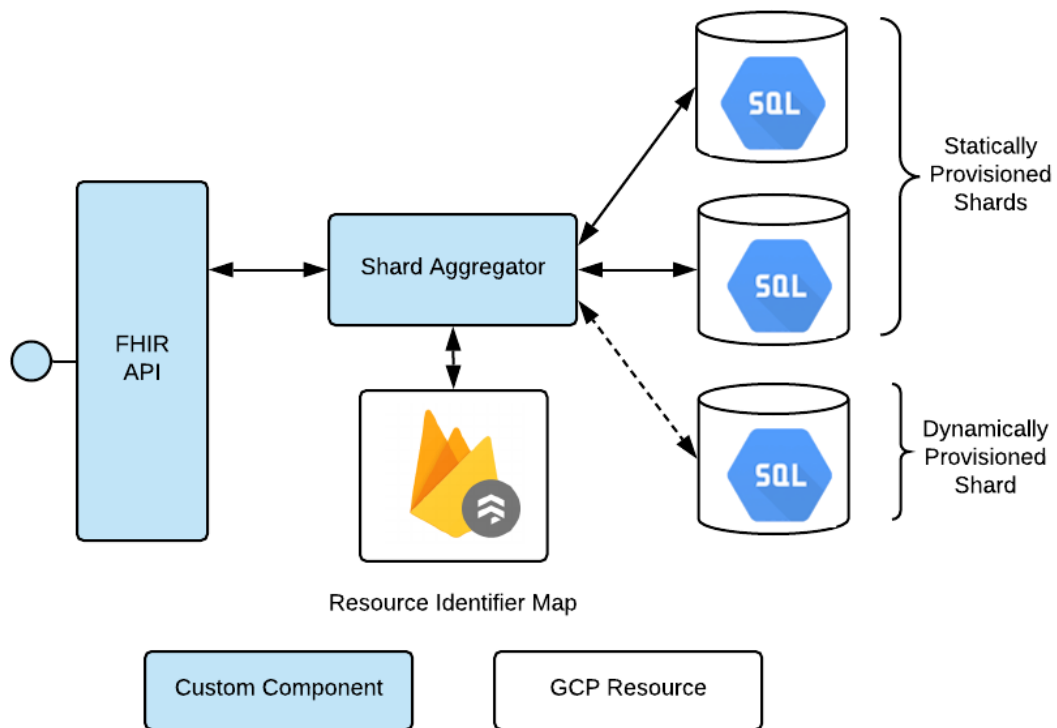 SQL
Statically
Provisioned
Shards
SQL
Shard Aggregator
FHIR
API
SQL
Dynamically
Provisioned
Shard
Resource Identifier Map
Custom Component
GCP Resource